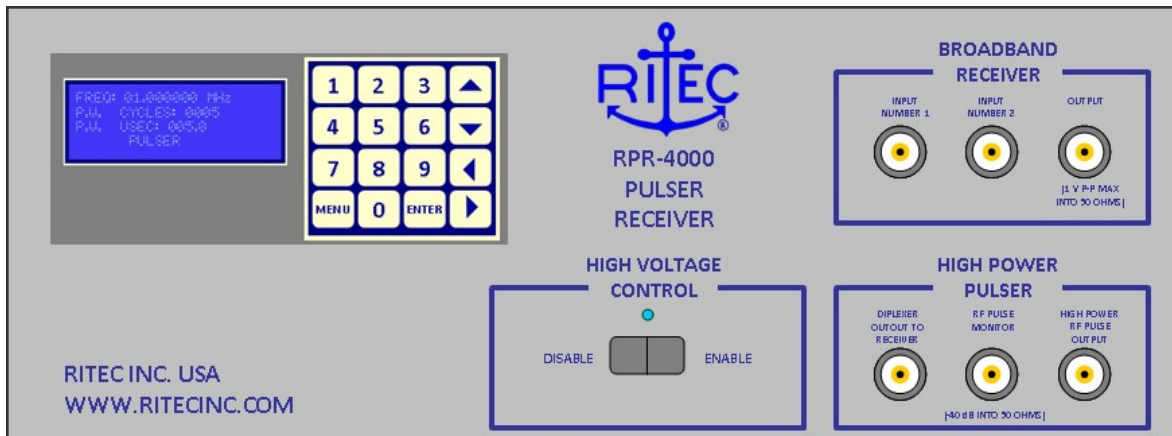 FREQ: 01.000000 MHz
P.W. CYCLES: 0005
P.W. USEC: 005.0
PULSER
1 2 3
4 5 6
7 8 9
MENU 0 ENTER
RITEC
®
RPR-4000
PULSER
RECEIVER
BROADBAND
RECEIVER
INPUT
NUMBER 1
INPUT
NUMBER 2
OUTPUT
|1 V P-P MAX
INTO 50 OHMS|
HIGH VOLTAGE
CONTROL
DISABLE
ENABLE
HIGH POWER
PULSER
DIPLEXER
OUTOUT TO
RECEIVER
RF PULSE
MONITOR
HIGH POWER
RF PULSE
OUTPUT
|40 dB INTO 50 OHMS|
RITEC INC. USA
WWW.RITECINC.COM